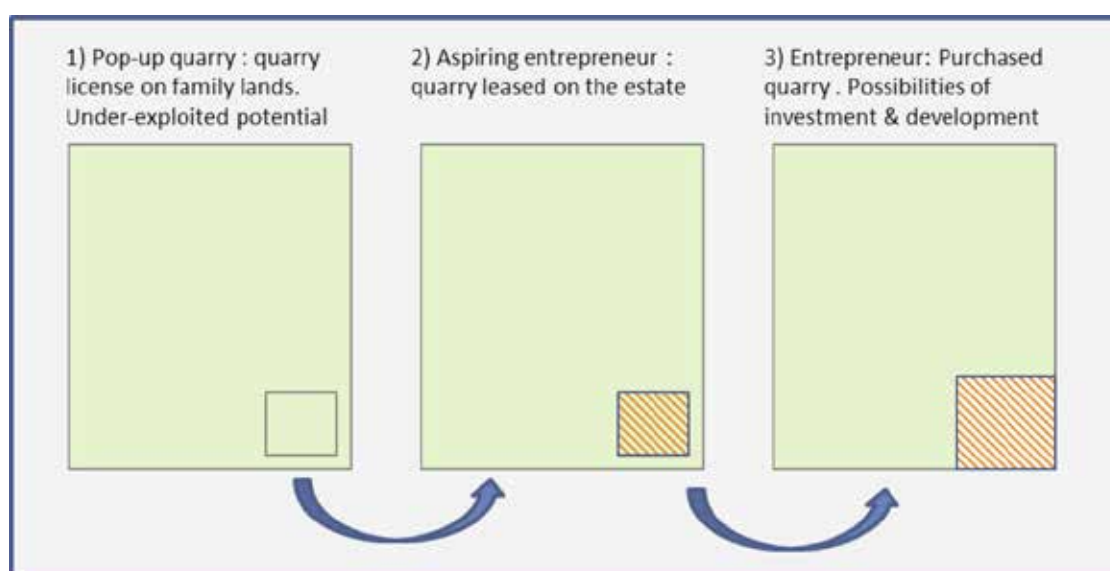 1) Pop-up quarry : quarry
license on family lands.
Under-exploited potential
2) Aspiring entrepreneur :
quarry leased on the estate
3) Entrepreneur: Purchased
quarry . Possibilities of
investment & development